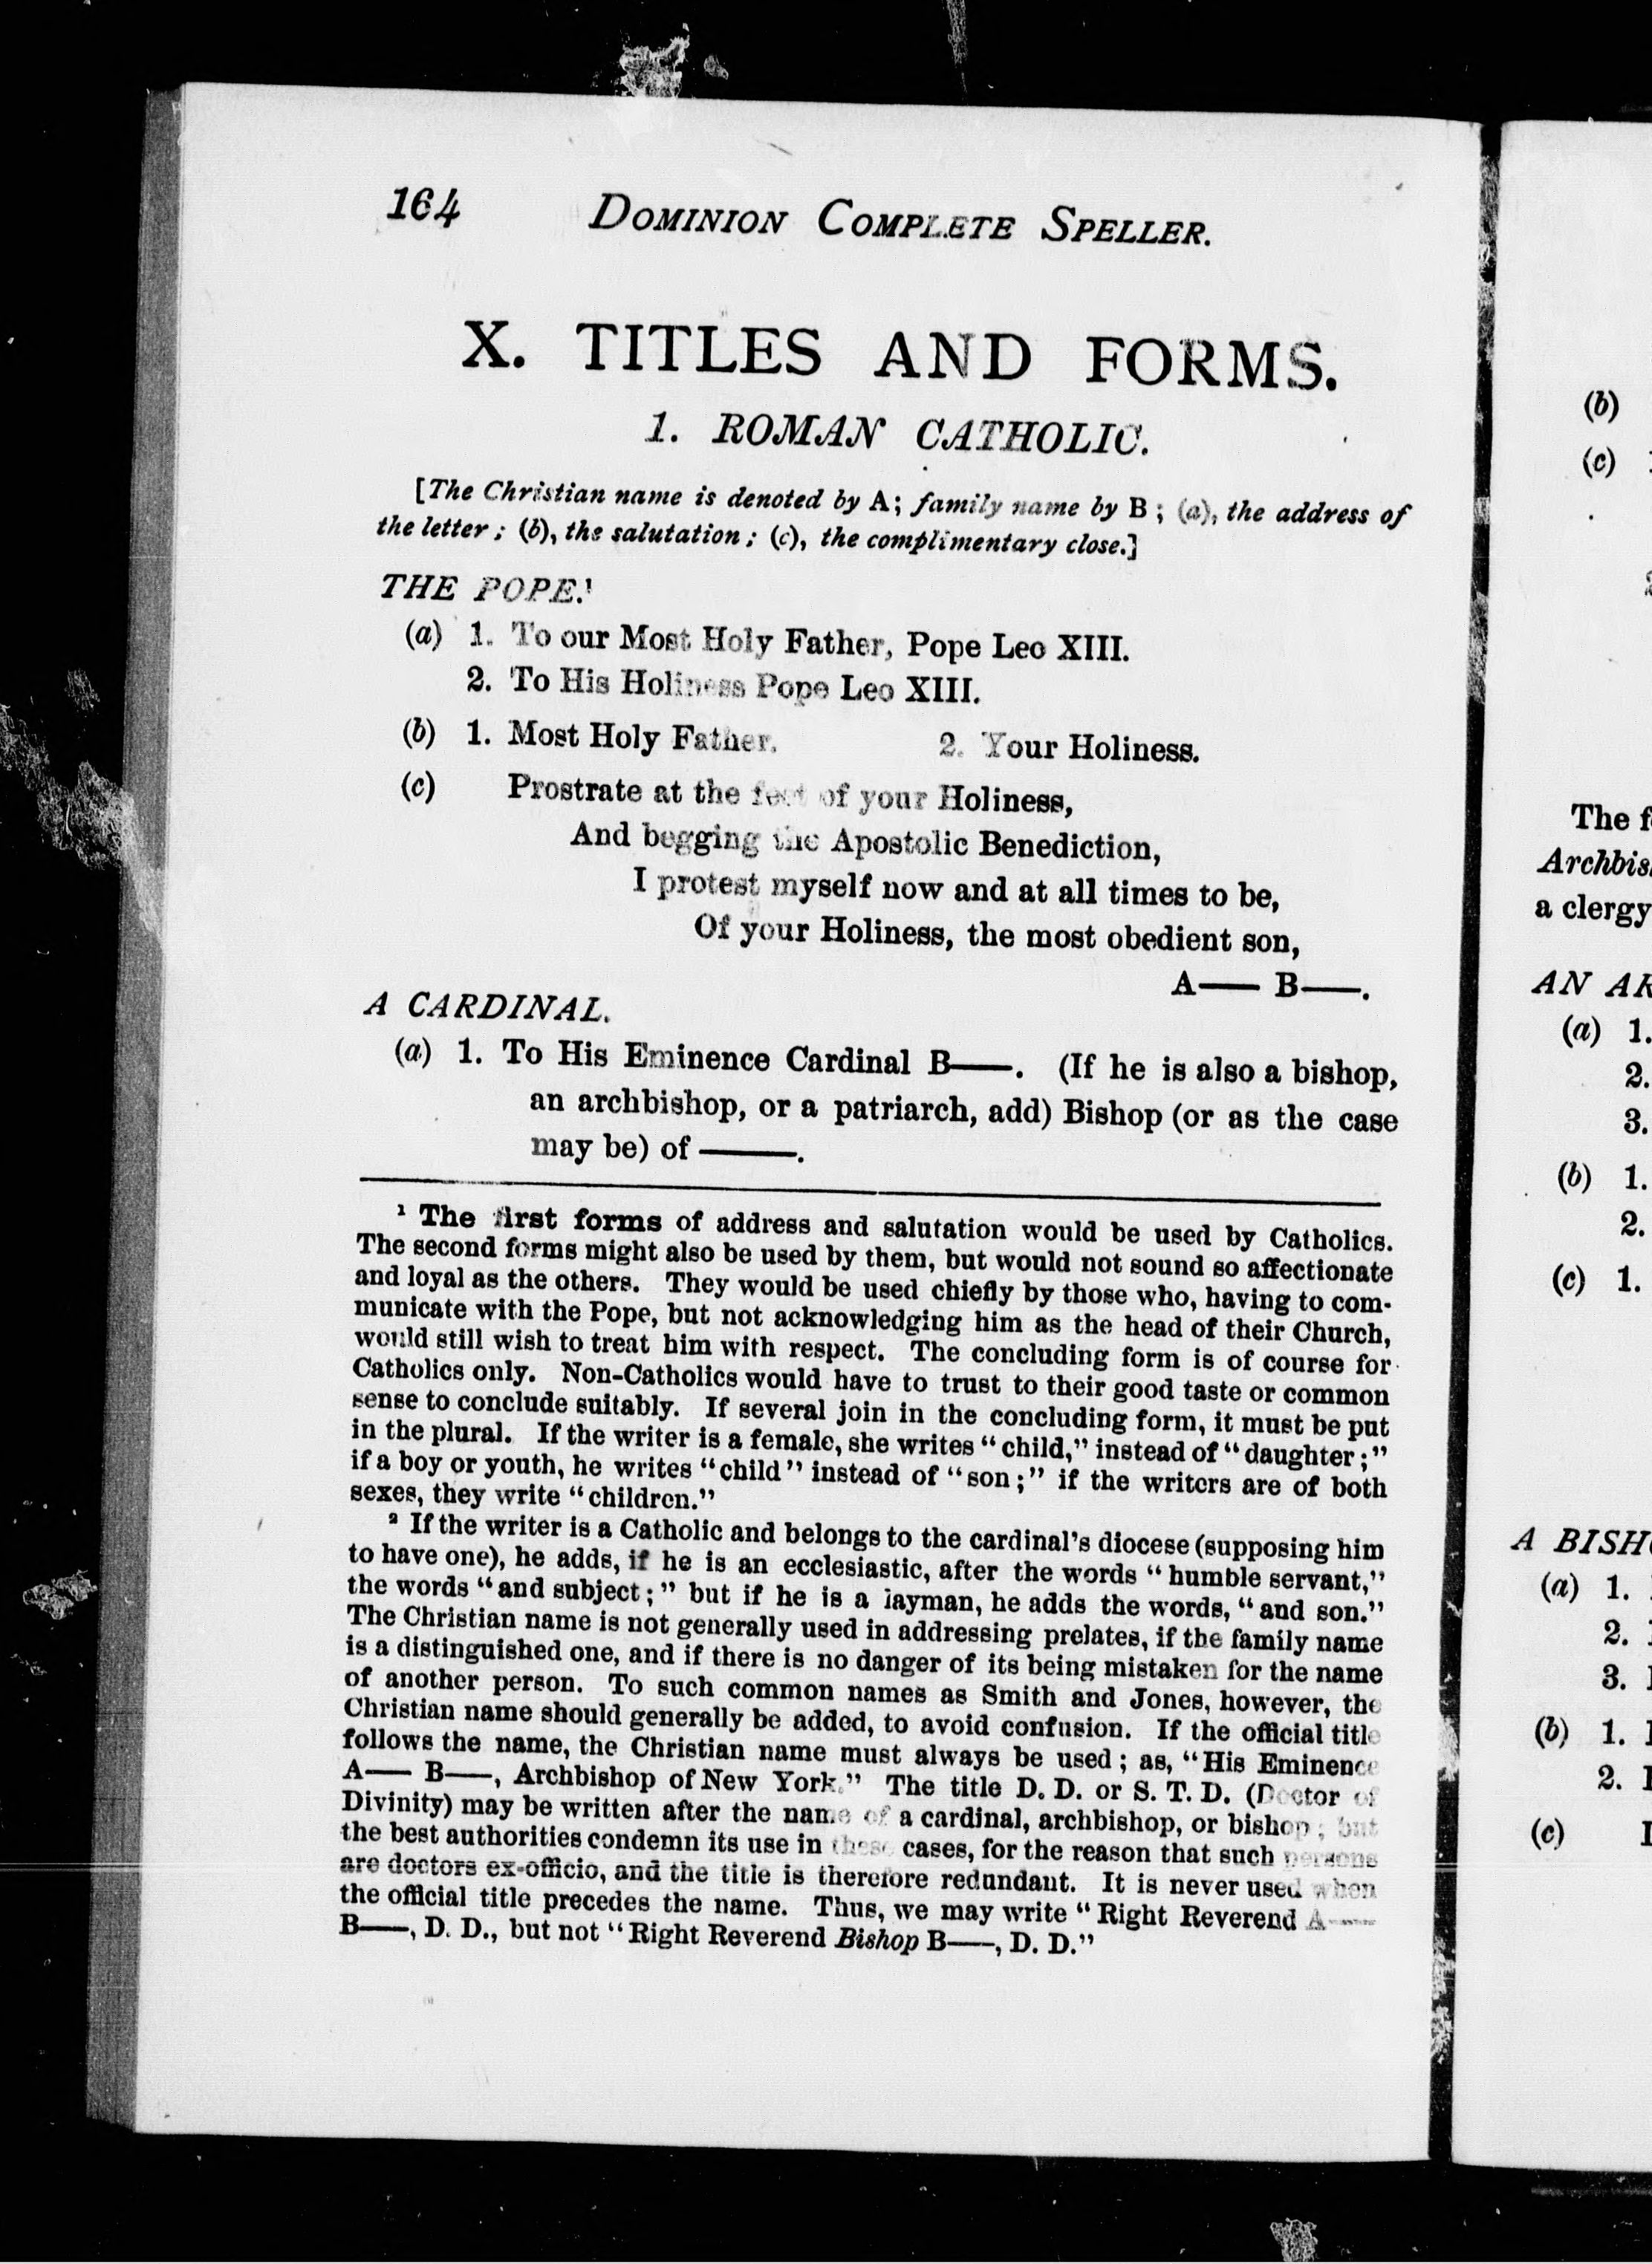 164 DOMINION COMPLETE SPELLER.
X. TITLES AND FORMS.
1. ROMAN CATHOLIC.
[The Christian name is denoted by A; family name by B; (a), the address of
the letter; (b), the salutation; (c), the complimentary close.]
THE POPE.¹
(a) 1. To our Most Holy Father, Pope Leo XIII.
2. To His Holiness Pope Leo XIII.
(b) 1. Most Holy Father. 2. Your Holiness.
(c) Prostrate at the feet of your Holiness,
And begging the Apostolic Benediction,
I protest myself now and at all times to be,
Of your Holiness, the most obedient son,
A—— B——.
A CARDINAL.
(a) 1. To His Eminence Cardinal B——. (If he is also a bishop,
an archbishop, or a patriarch, add) Bishop (or as the case
may be) of ———.
¹ The first forms of address and salutation would be used by Catholics.
The second forms might also be used by them, but would not sound so affectionate
and loyal as the others. They would be used chiefly by those who, having to com-
municate with the Pope, but not acknowledging him as the head of their Church,
would still wish to treat him with respect. The concluding form is of course for
Catholics only. Non-Catholics would have to trust to their good taste or common
sense to conclude suitably. If several join in the concluding form, it must be put
in the plural. If the writer is a female, she writes "child," instead of "daughter;"
if a boy or youth, he writes "child" instead of "son;" if the writers are of both
sexes, they write "children."
² If the writer is a Catholic and belongs to the cardinal's diocese (supposing him
to have one), he adds, if he is an ecclesiastic, after the words "humble servant,"
the words "and subject;" but if he is a layman, he adds the words, "and son."
The Christian name is not generally used in addressing prelates, if the family name
is a distinguished one, and if there is no danger of its being mistaken for the name
of another person. To such common names as Smith and Jones, however, the
Christian name should generally be added, to avoid confusion. If the official title
follows the name, the Christian name must always be used; as, "His Eminence
A—— B——, Archbishop of New York." The title D. D. or S. T. D. (Doctor of
Divinity) may be written after the name of a cardinal, archbishop, or bishop; but
the best authorities condemn its use in these cases, for the reason that such persons
are doctors ex-officio, and the title is therefore redundant. It is never used when
the official title precedes the name. Thus, we may write "Right Reverend A——
B——, D. D., but not "Right Reverend Bishop B——, D. D."
(b)
(c)
The
Archbis
a clergy
AN AR
(a) 1.
2.
3.
(b) 1.
2.
(c) 1.
A BISH
(a) 1.
2.
3.
(b) 1.
2.
(c)